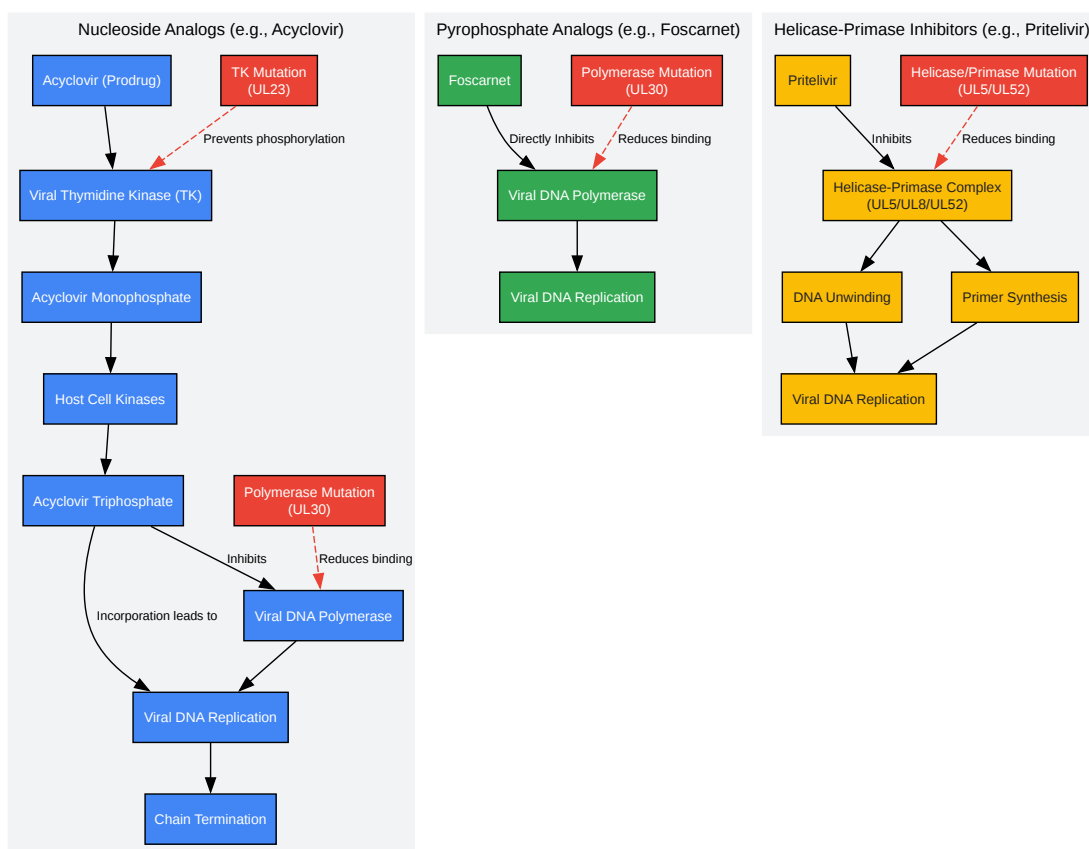 Nucleoside Analogs (e.g., Acyclovir)
Acyclovir (Prodrug)
TK Mutation
(UL23)
Prevents phosphorylation
Viral Thymidine Kinase (TK)
Acyclovir Monophosphate
Host Cell Kinases
Acyclovir Triphosphate
Polymerase Mutation
(UL30)
Inhibits
Reduces binding
Incorporation leads to
Viral DNA Polymerase
Viral DNA Replication
Chain Termination
Pyrophosphate Analogs (e.g., Foscarnet)
Foscarnet
Polymerase Mutation
(UL30)
Directly Inhibits
Reduces binding
Viral DNA Polymerase
Viral DNA Replication
Helicase-Primase Inhibitors (e.g., Pritelivir)
Pritelivir
Helicase/Primase Mutation
(UL5/UL52)
Inhibits
Reduces binding
Helicase-Primase Complex
(UL5/UL8/UL52)
DNA Unwinding
Primer Synthesis
Viral DNA Replication